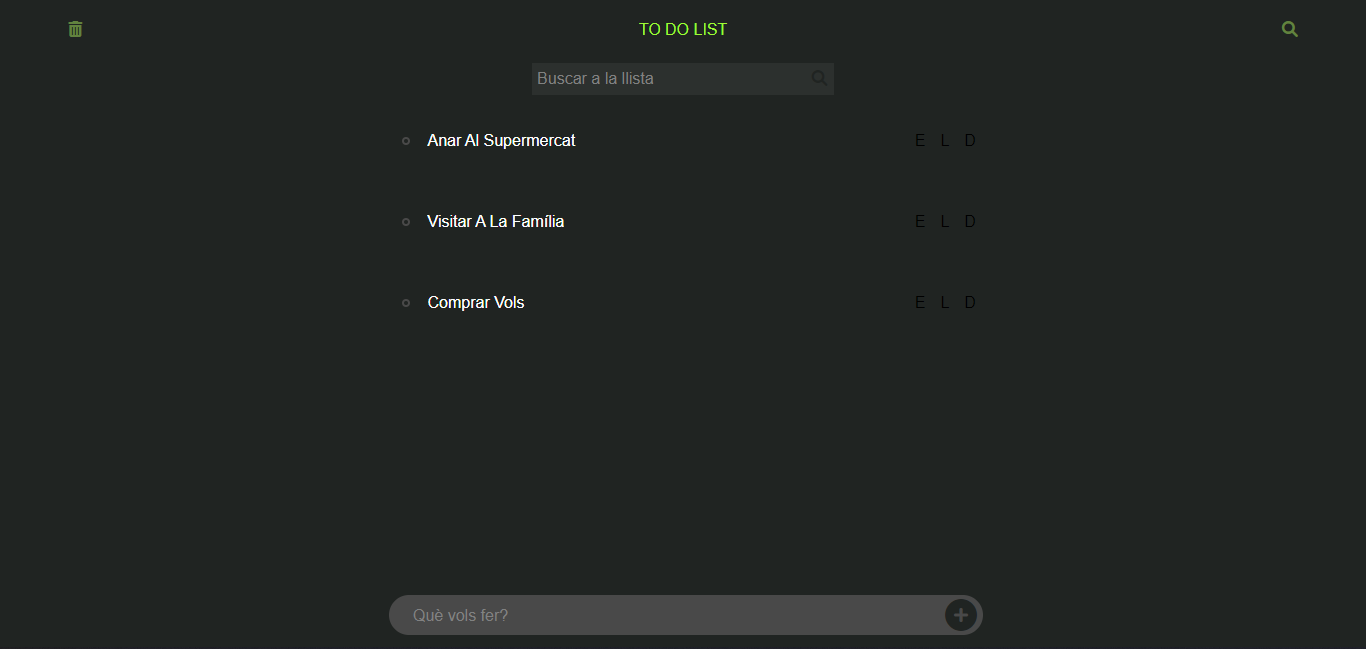 TO DO LIST
Buscar a la llista
Anar Al Supermercat E L D
Visitar A La Família E L D
Comprar Vols E L D
Què vols fer?